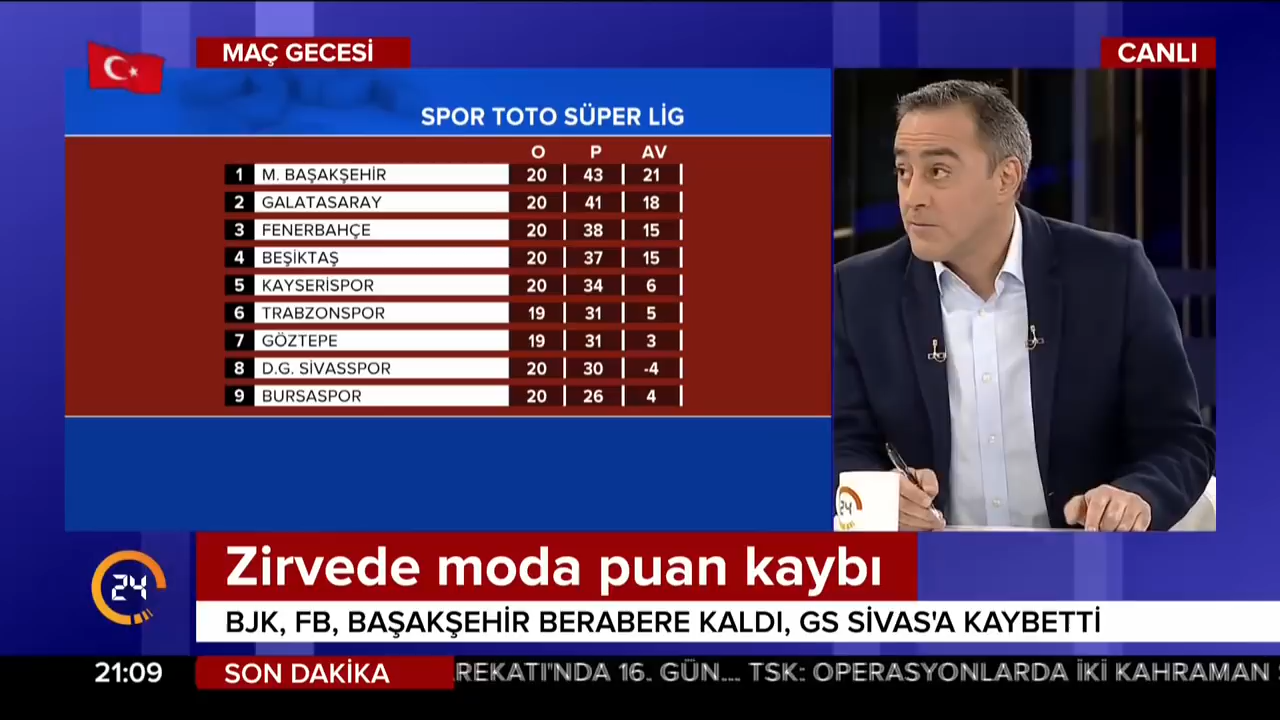 MAÇ GECESİ
CANLI
SPOR TOTO SÜPER LİG
O P AV
1 M. BAŞAKŞEHİR 20 43 21
2 GALATASARAY 20 41 18
3 FENERBAHÇE 20 38 15
4 BEŞİKTAŞ 20 37 15
5 KAYSERİSPOR 20 34 6
6 TRABZONSPOR 19 31 5
7 GÖZTEPE 19 31 3
8 D.G. SİVASSPOR 20 30 -4
9 BURSASPOR 20 26 4
24
24
Zirvede moda puan kaybı
BJK, FB, BAŞAKŞEHİR BERABERE KALDI, GS SİVAS'A KAYBETTİ
21:09 SON DAKİKA REKATI'NDA 16. GÜN... TSK: OPERASYONLARDA İKİ KAHRAMAN